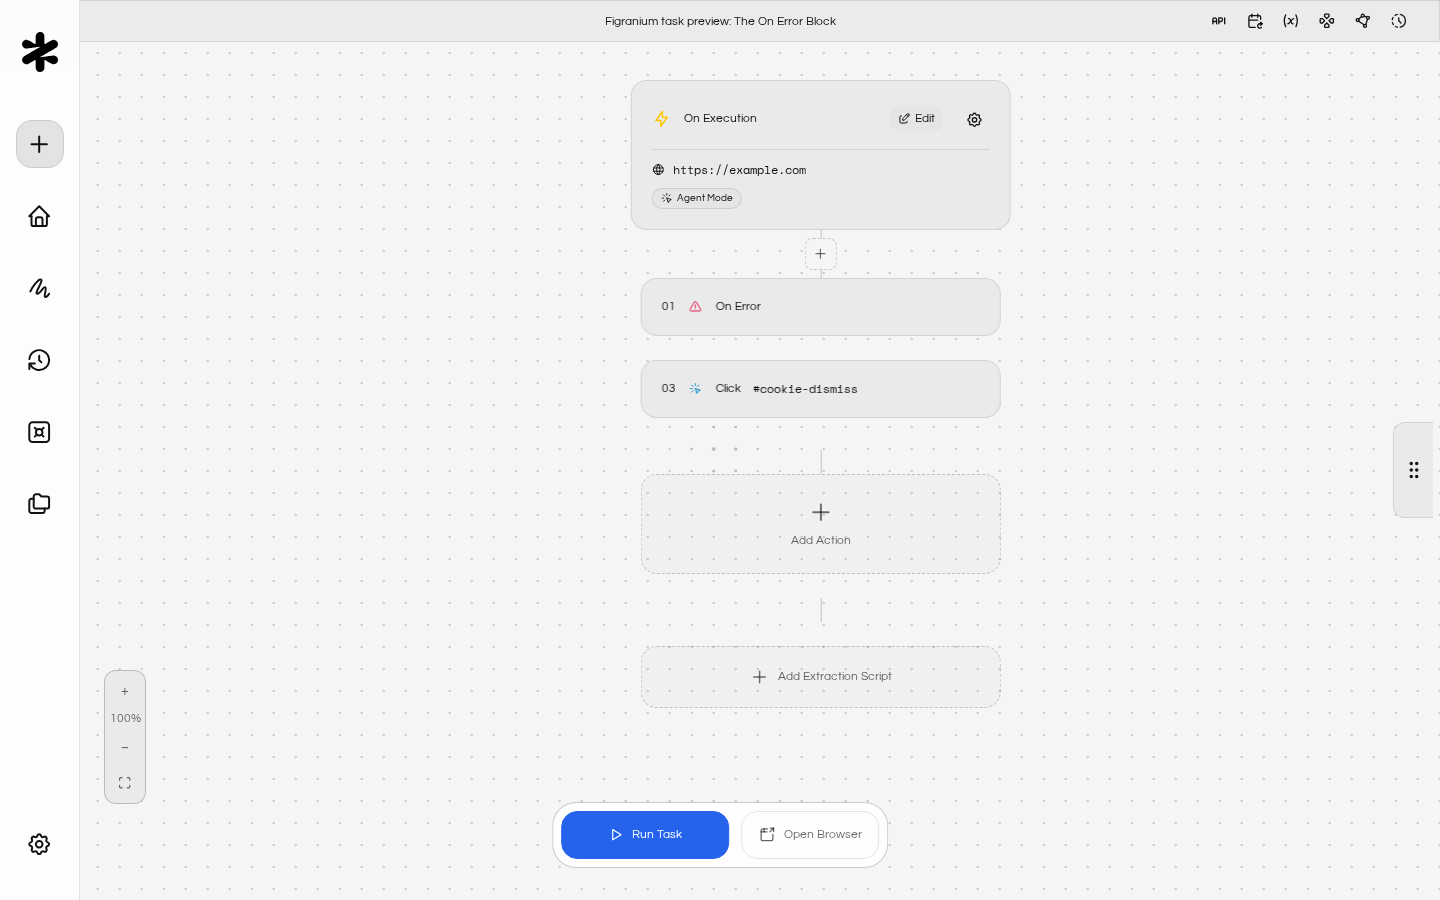 Figranium task preview: The On Error Block
API
(x)
On Execution
Edit
https://example.com
Agent Mode
+
01 On Error
03 Click #cookie-dismiss
Add Action
Add Extraction Script
+
100%
−
Run Task
Open Browser